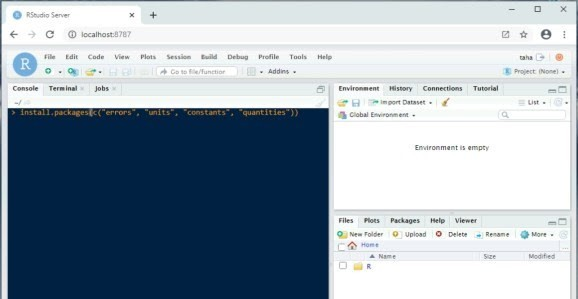 RStudio Server
localhost:8787
R File Edit Code View Plots Session Build Debug Profile Tools Help taha
Go to file/function Addins Project: (None)
Console Terminal Jobs
~/
> install.packages(c("errors", "units", "constants", "quantities"))
Environment History Connections Tutorial
Import Dataset List
Global Environment
Environment is empty
Files Plots Packages Help Viewer
New Folder Upload Delete Rename More
Home
Name Size Modified
R